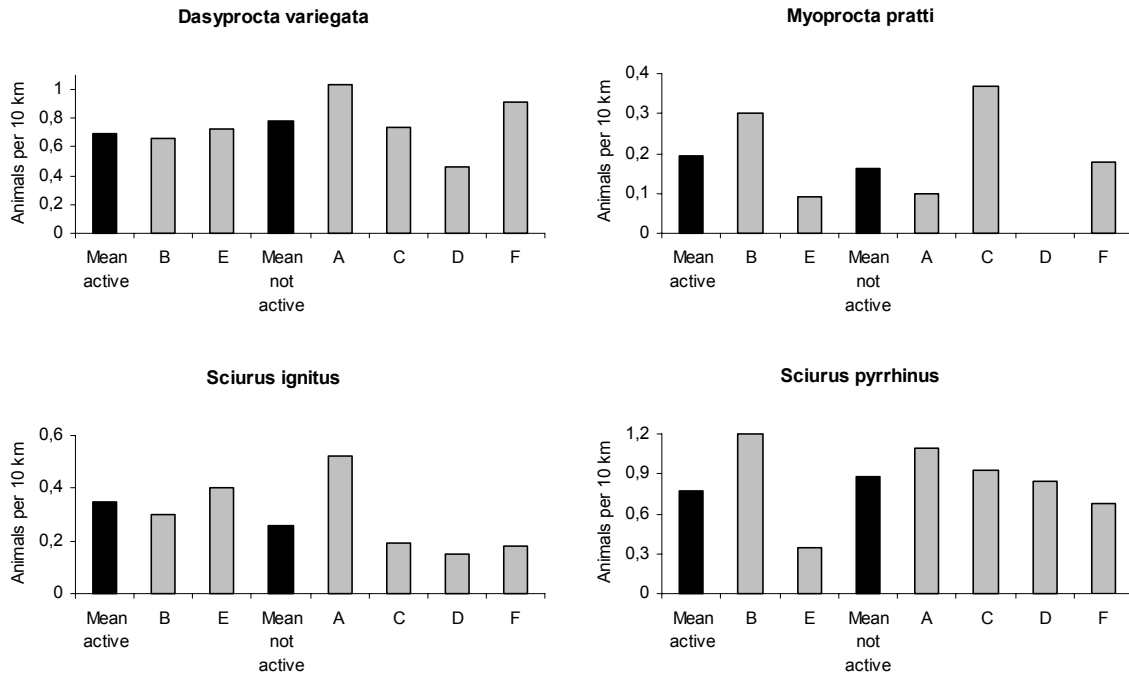 Dasyprocta variegata
Animals per 10 km
1
0,8
0,6
0,4
0,2
0
Mean active
B
E
Mean not active
A
C
D
F
Myoprocta pratti
Animals per 10 km
0,4
0,3
0,2
0,1
0
Mean active
B
E
Mean not active
A
C
D
F
Sciurus ignitus
Animals per 10 km
0,6
0,4
0,2
0
Mean active
B
E
Mean not active
A
C
D
F
Sciurus pyrrhinus
Animals per 10 km
1,2
0,9
0,6
0,3
0
Mean active
B
E
Mean not active
A
C
D
F